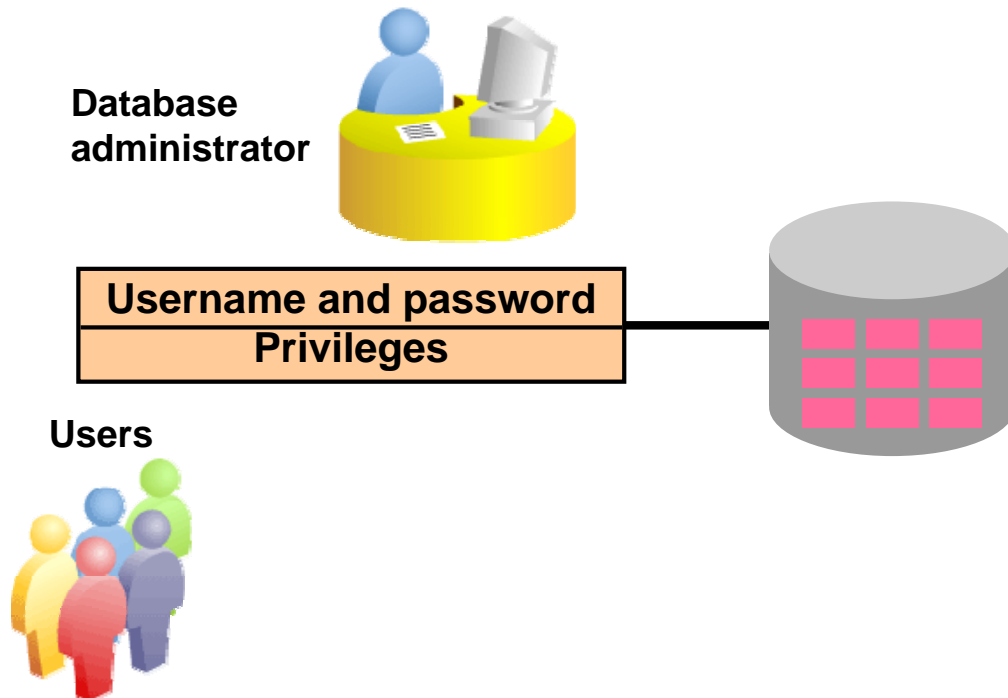 Database
administrator
Username and password
Privileges
Users